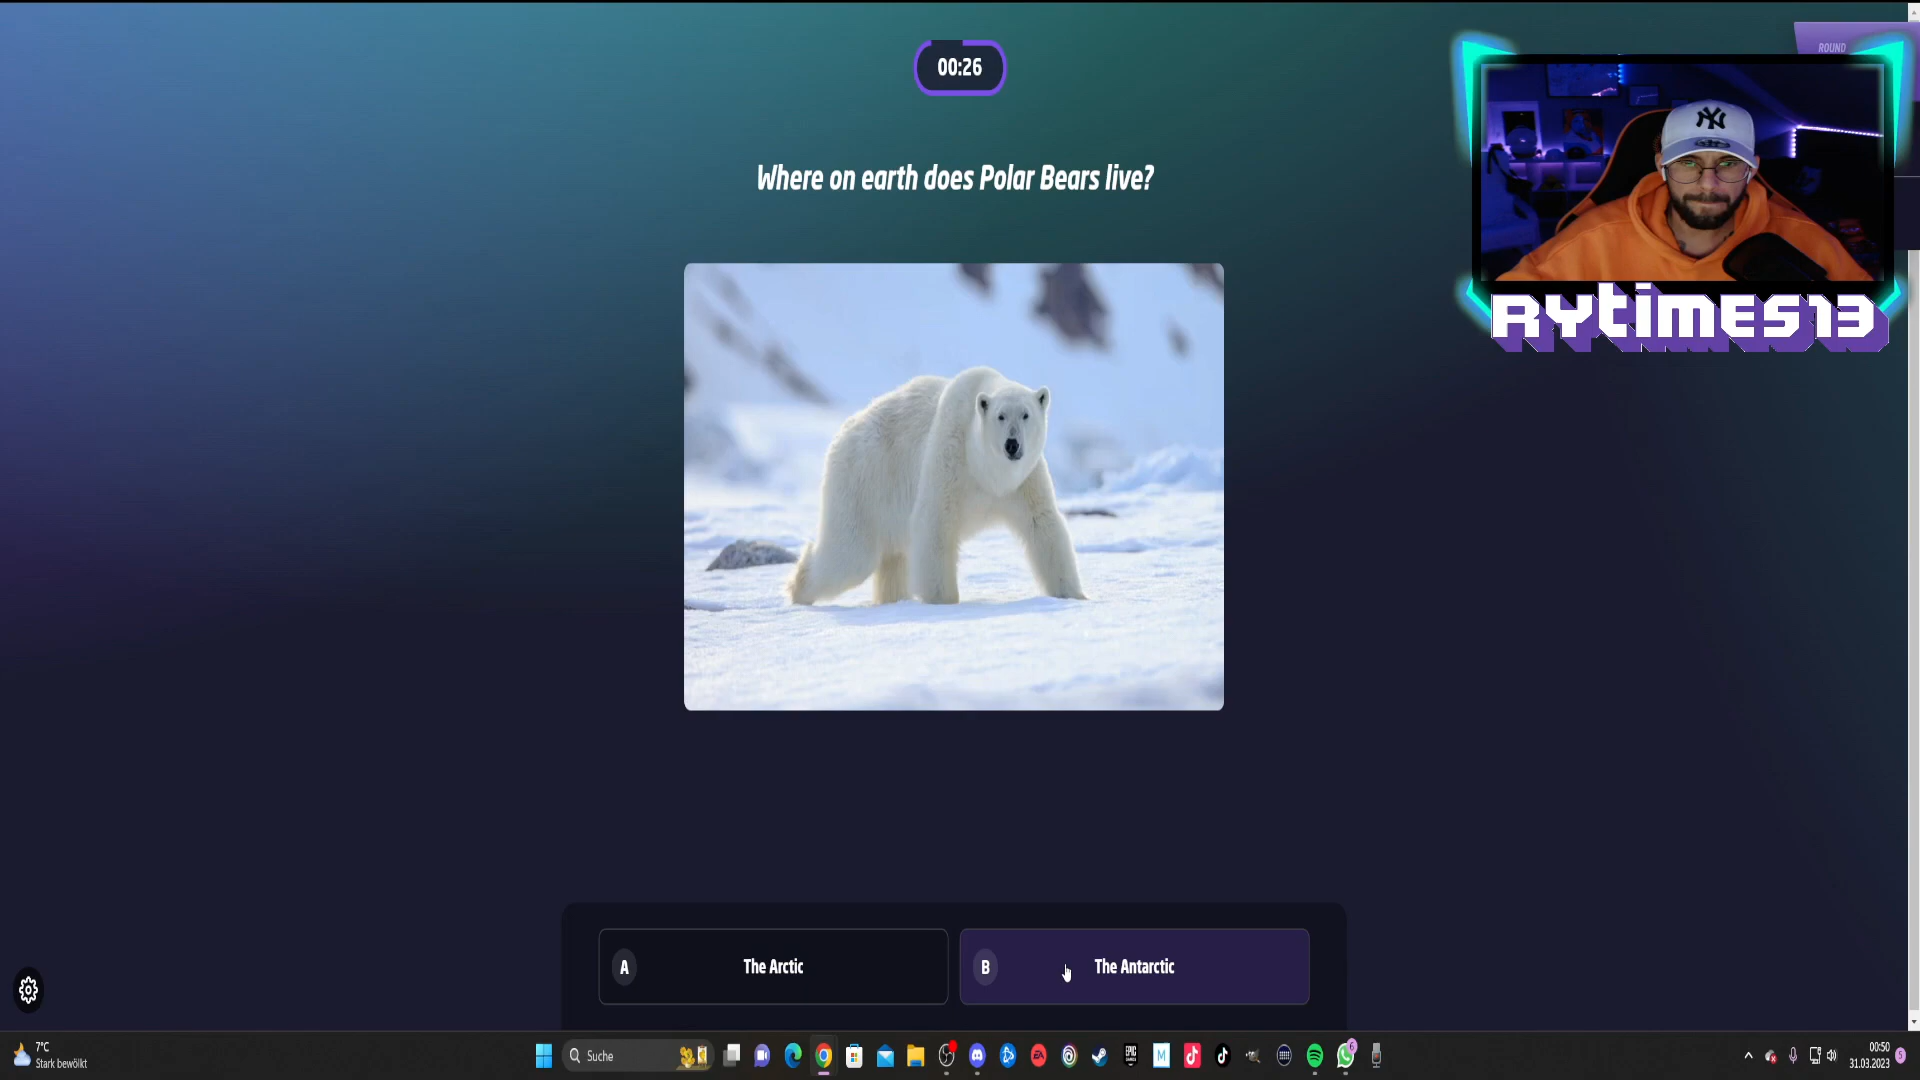 00:26
ROUND
Where on earth does Polar Bears live?
NY
RYTIMES13
A The Arctic
B The Antarctic
7°C
Stark bewölkt
Suche
00:50
31.03.2023